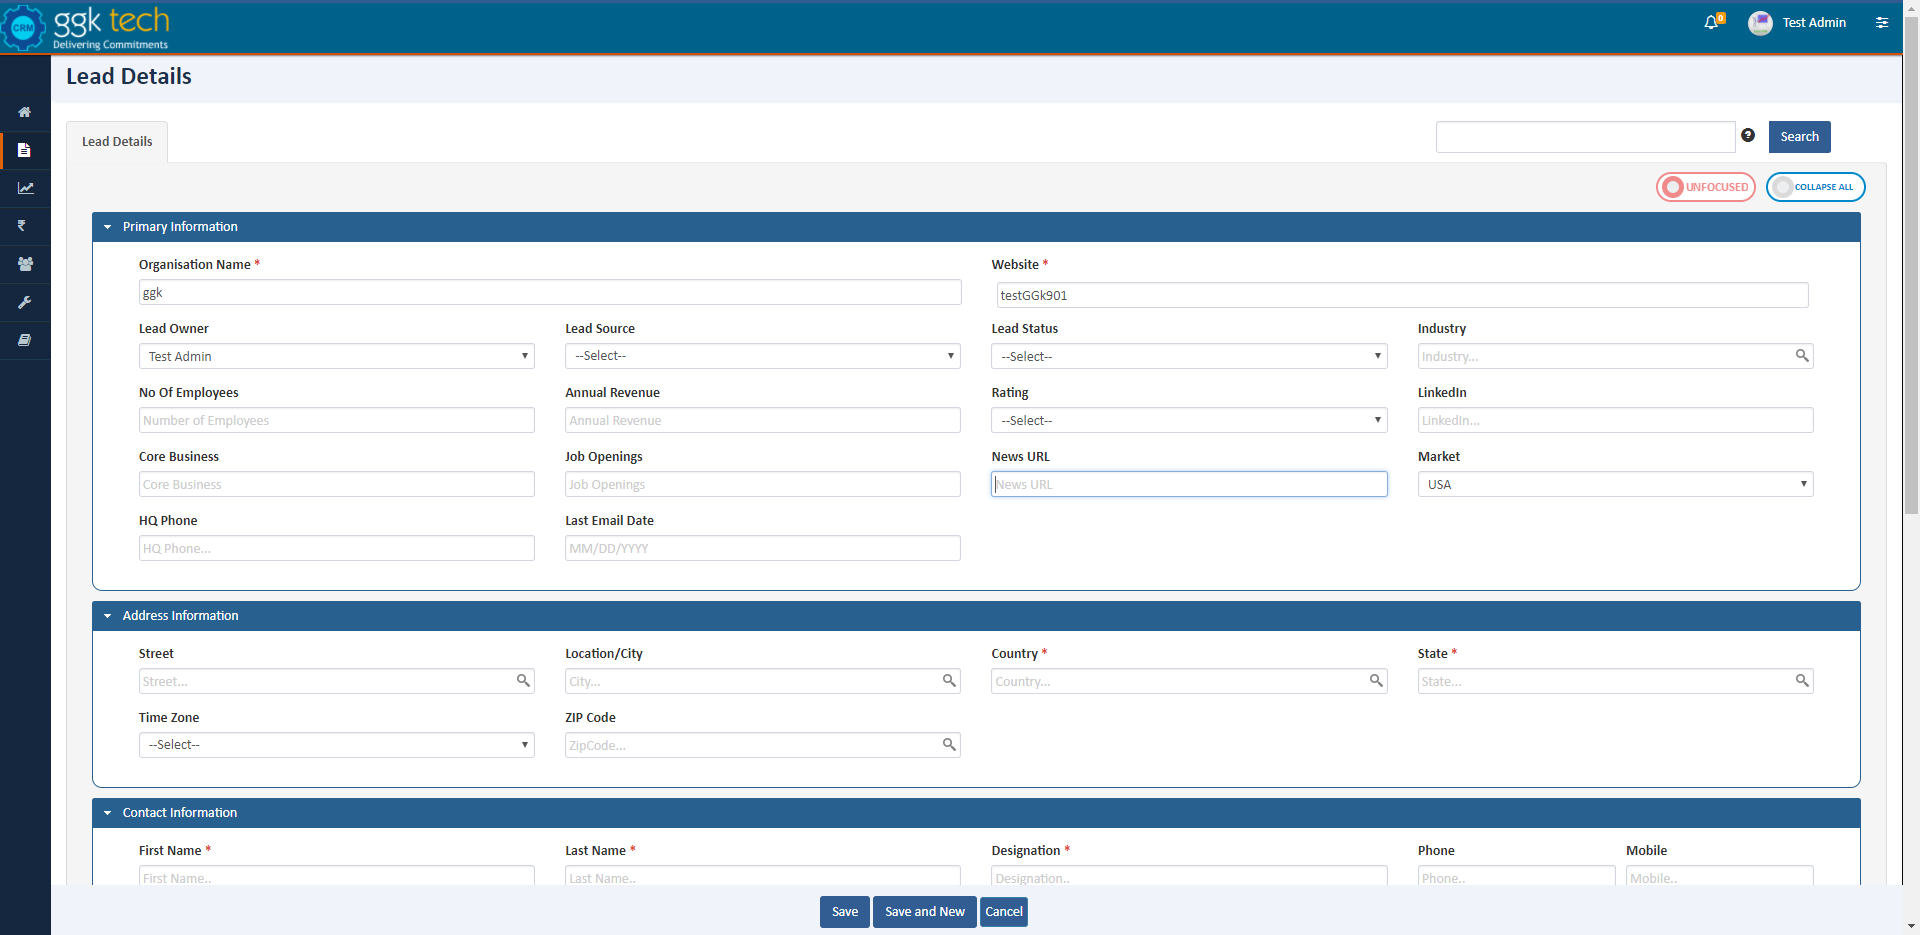 CRM
ggk tech
Delivering Commitments
0
Test Admin
Lead Details
Lead Details
?
Search
UNFOCUSED
COLLAPSE ALL
Primary Information
Organisation Name *
Website *
ggk
testGGk901
Lead Owner
Lead Source
Lead Status
Industry
Test Admin
--Select--
--Select--
Industry...
No Of Employees
Annual Revenue
Rating
LinkedIn
Number of Employees
Annual Revenue
--Select--
LinkedIn...
Core Business
Job Openings
News URL
Market
Core Business
Job Openings
News URL
USA
HQ Phone
Last Email Date
HQ Phone...
MM/DD/YYYY
Address Information
Street
Location/City
Country *
State *
Street...
City...
Country...
State...
Time Zone
ZIP Code
--Select--
ZipCode...
Contact Information
First Name *
Last Name *
Designation *
Phone
Mobile
First Name..
Last Name..
Designation..
Phone..
Mobile..
Save
Save and New
Cancel